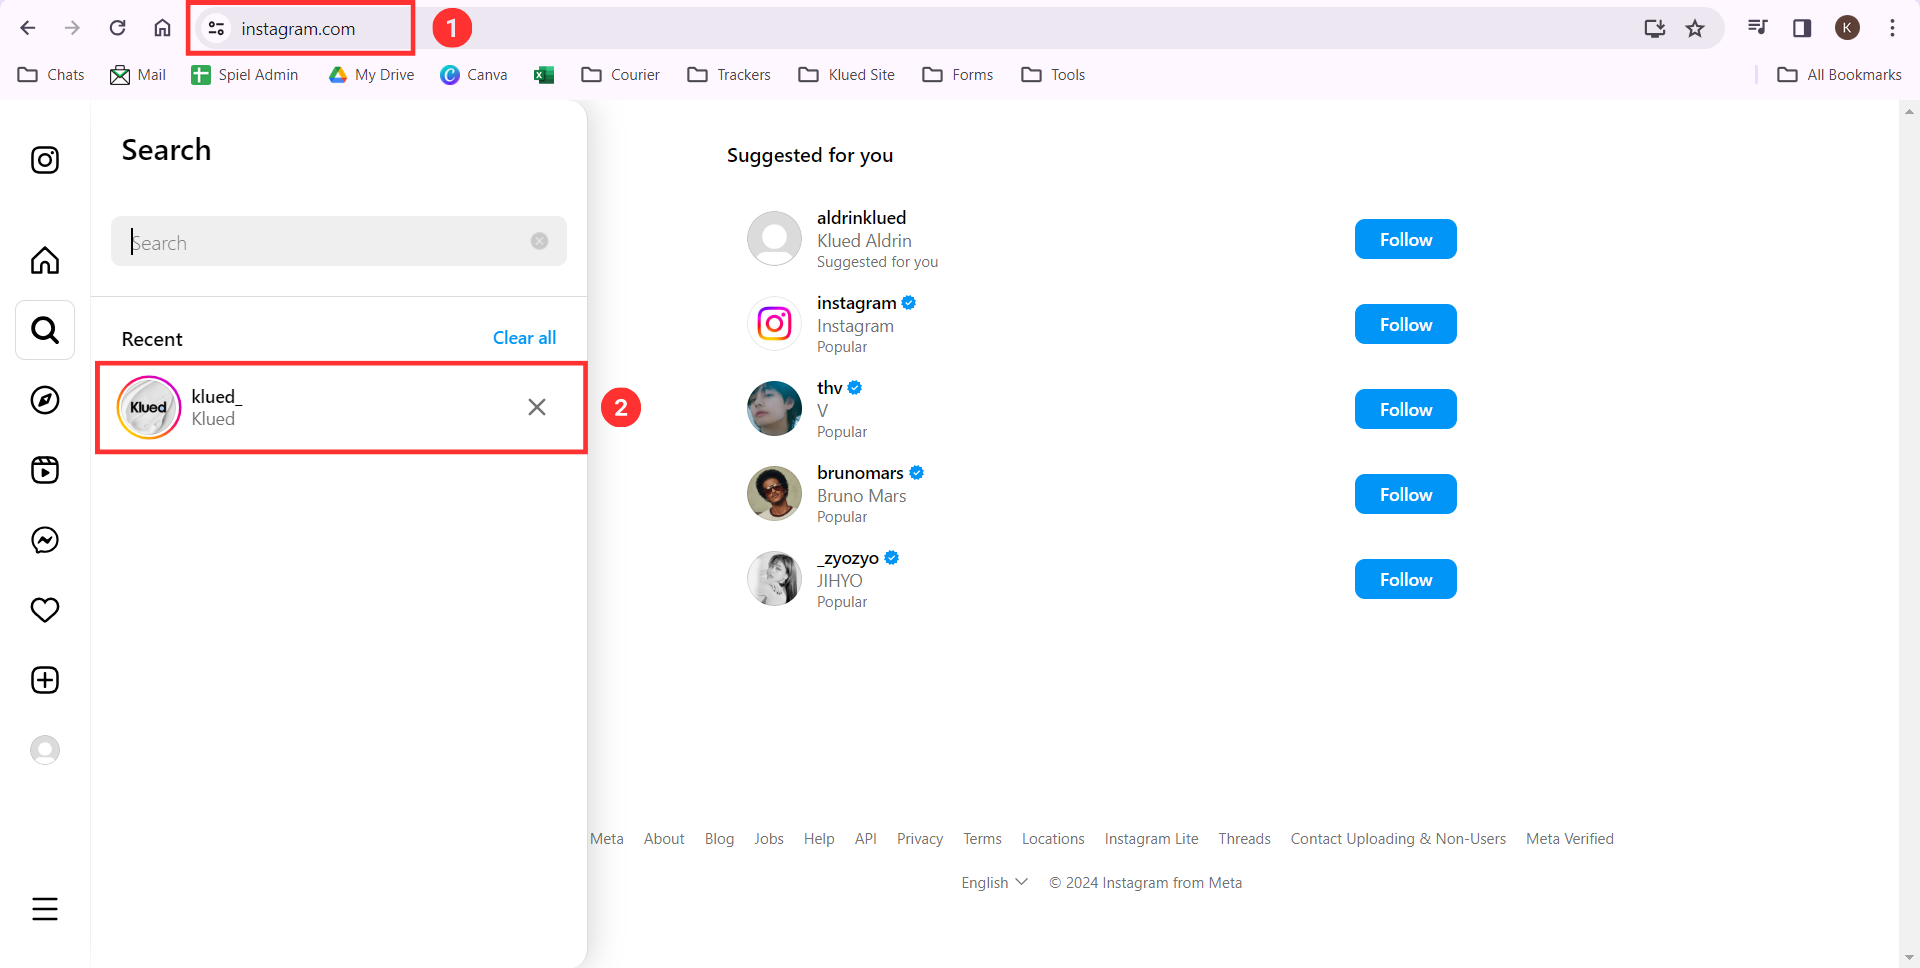 instagram.com
1
K
Chats
Mail
Spiel Admin
My Drive
Canva
Courier
Trackers
Klued Site
Forms
Tools
All Bookmarks
Search
Search
Recent
Clear all
Klued
klued_
Klued
2
Suggested for you
aldrinklued
Klued Aldrin
Suggested for you
Follow
instagram
Instagram
Popular
Follow
thv
V
Popular
Follow
brunomars
Bruno Mars
Popular
Follow
_zyozyo
JIHYO
Popular
Follow
Meta About Blog Jobs Help API Privacy Terms Locations Instagram Lite Threads Contact Uploading & Non-Users Meta Verified
English © 2024 Instagram from Meta